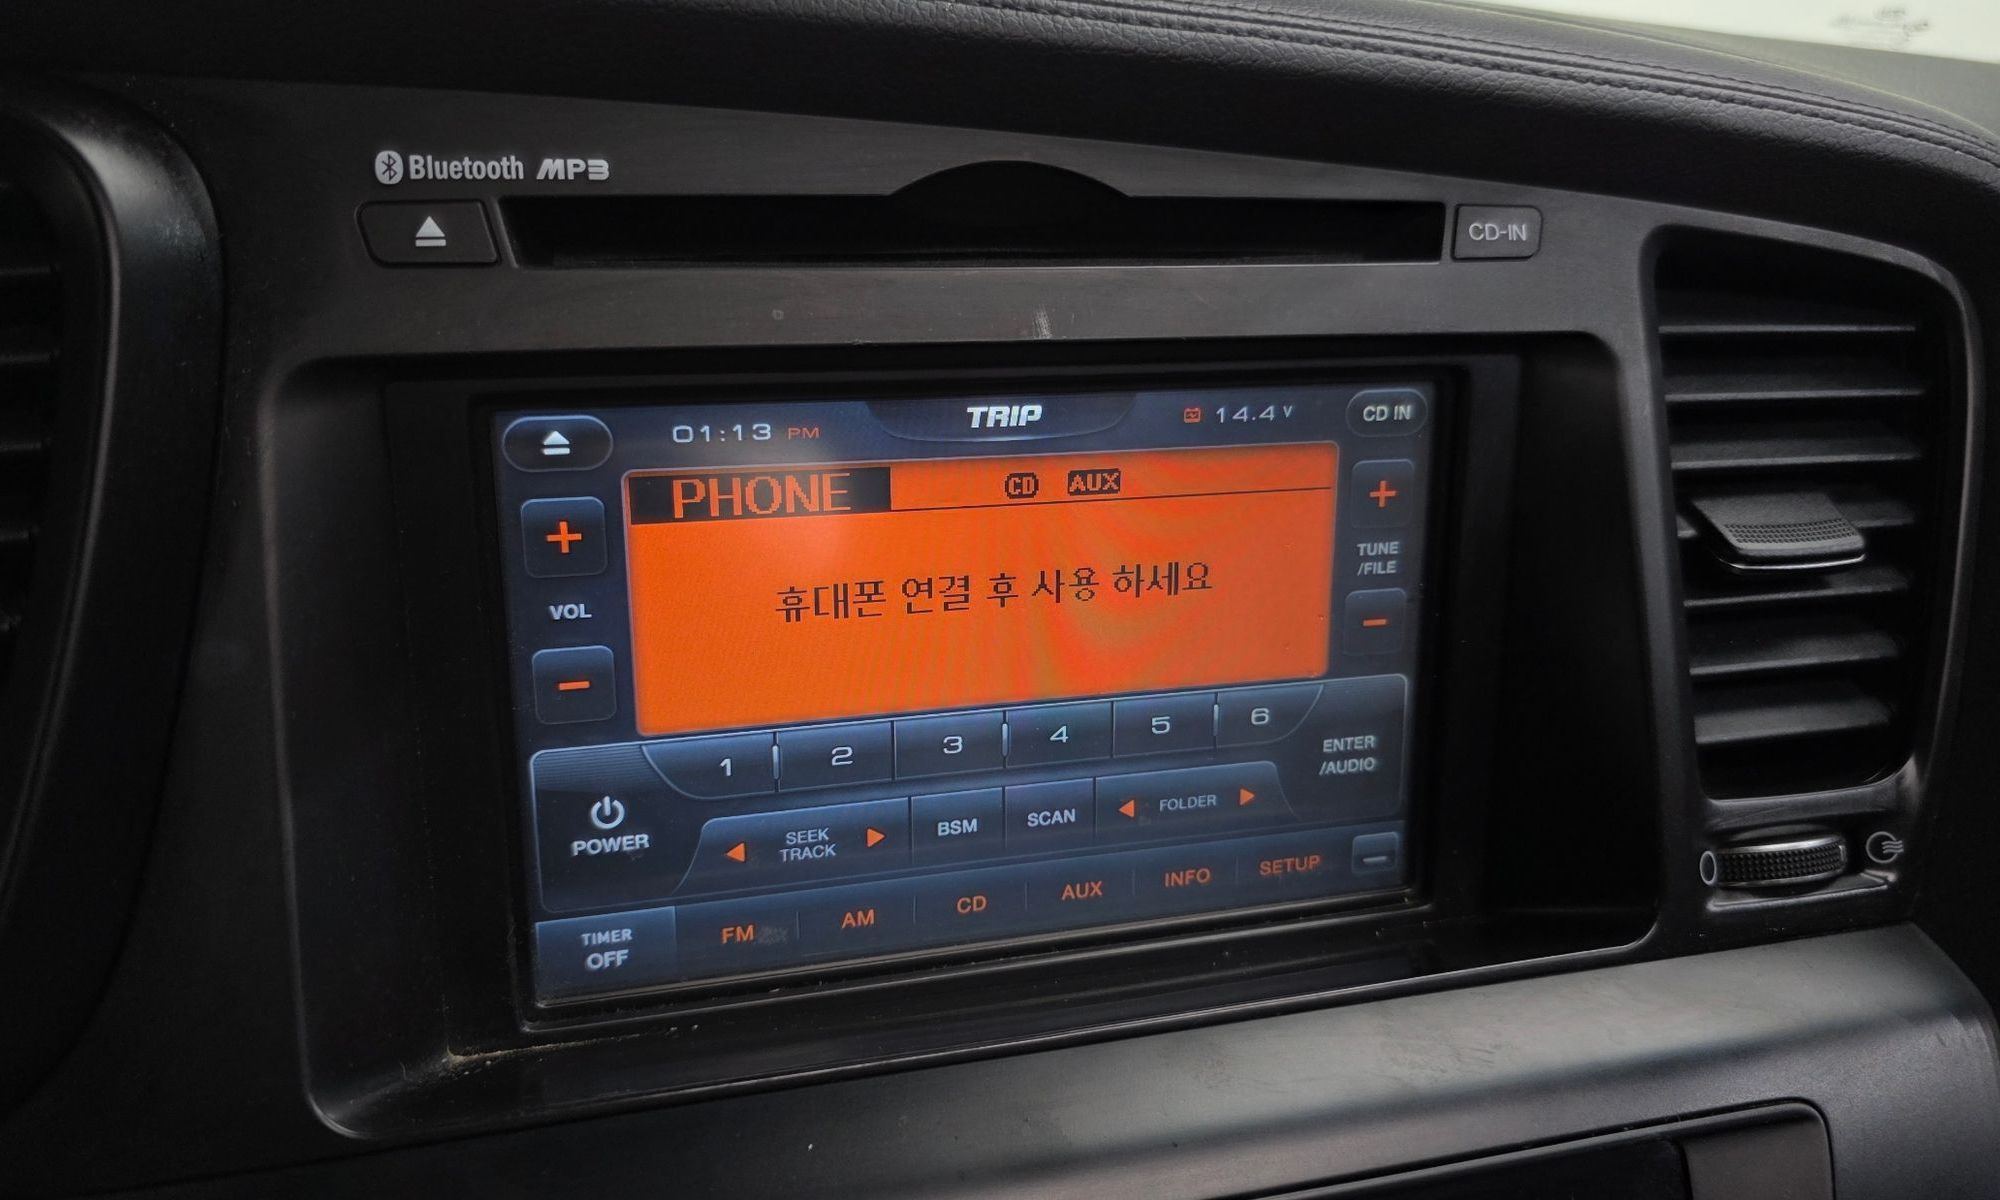 Bluetooth MP3
CD-IN
01:13 PM
TRIP
14.4 V
CD IN
PHONE
CD
AUX
+
VOL
−
휴대폰 연결 후 사용 하세요
+
TUNE
/FILE
−
1 2 3 4 5 6
ENTER
/AUDIO
POWER
SEEK
TRACK
BSM
SCAN
FOLDER
TIMER
OFF
FM AM CD AUX INFO SETUP